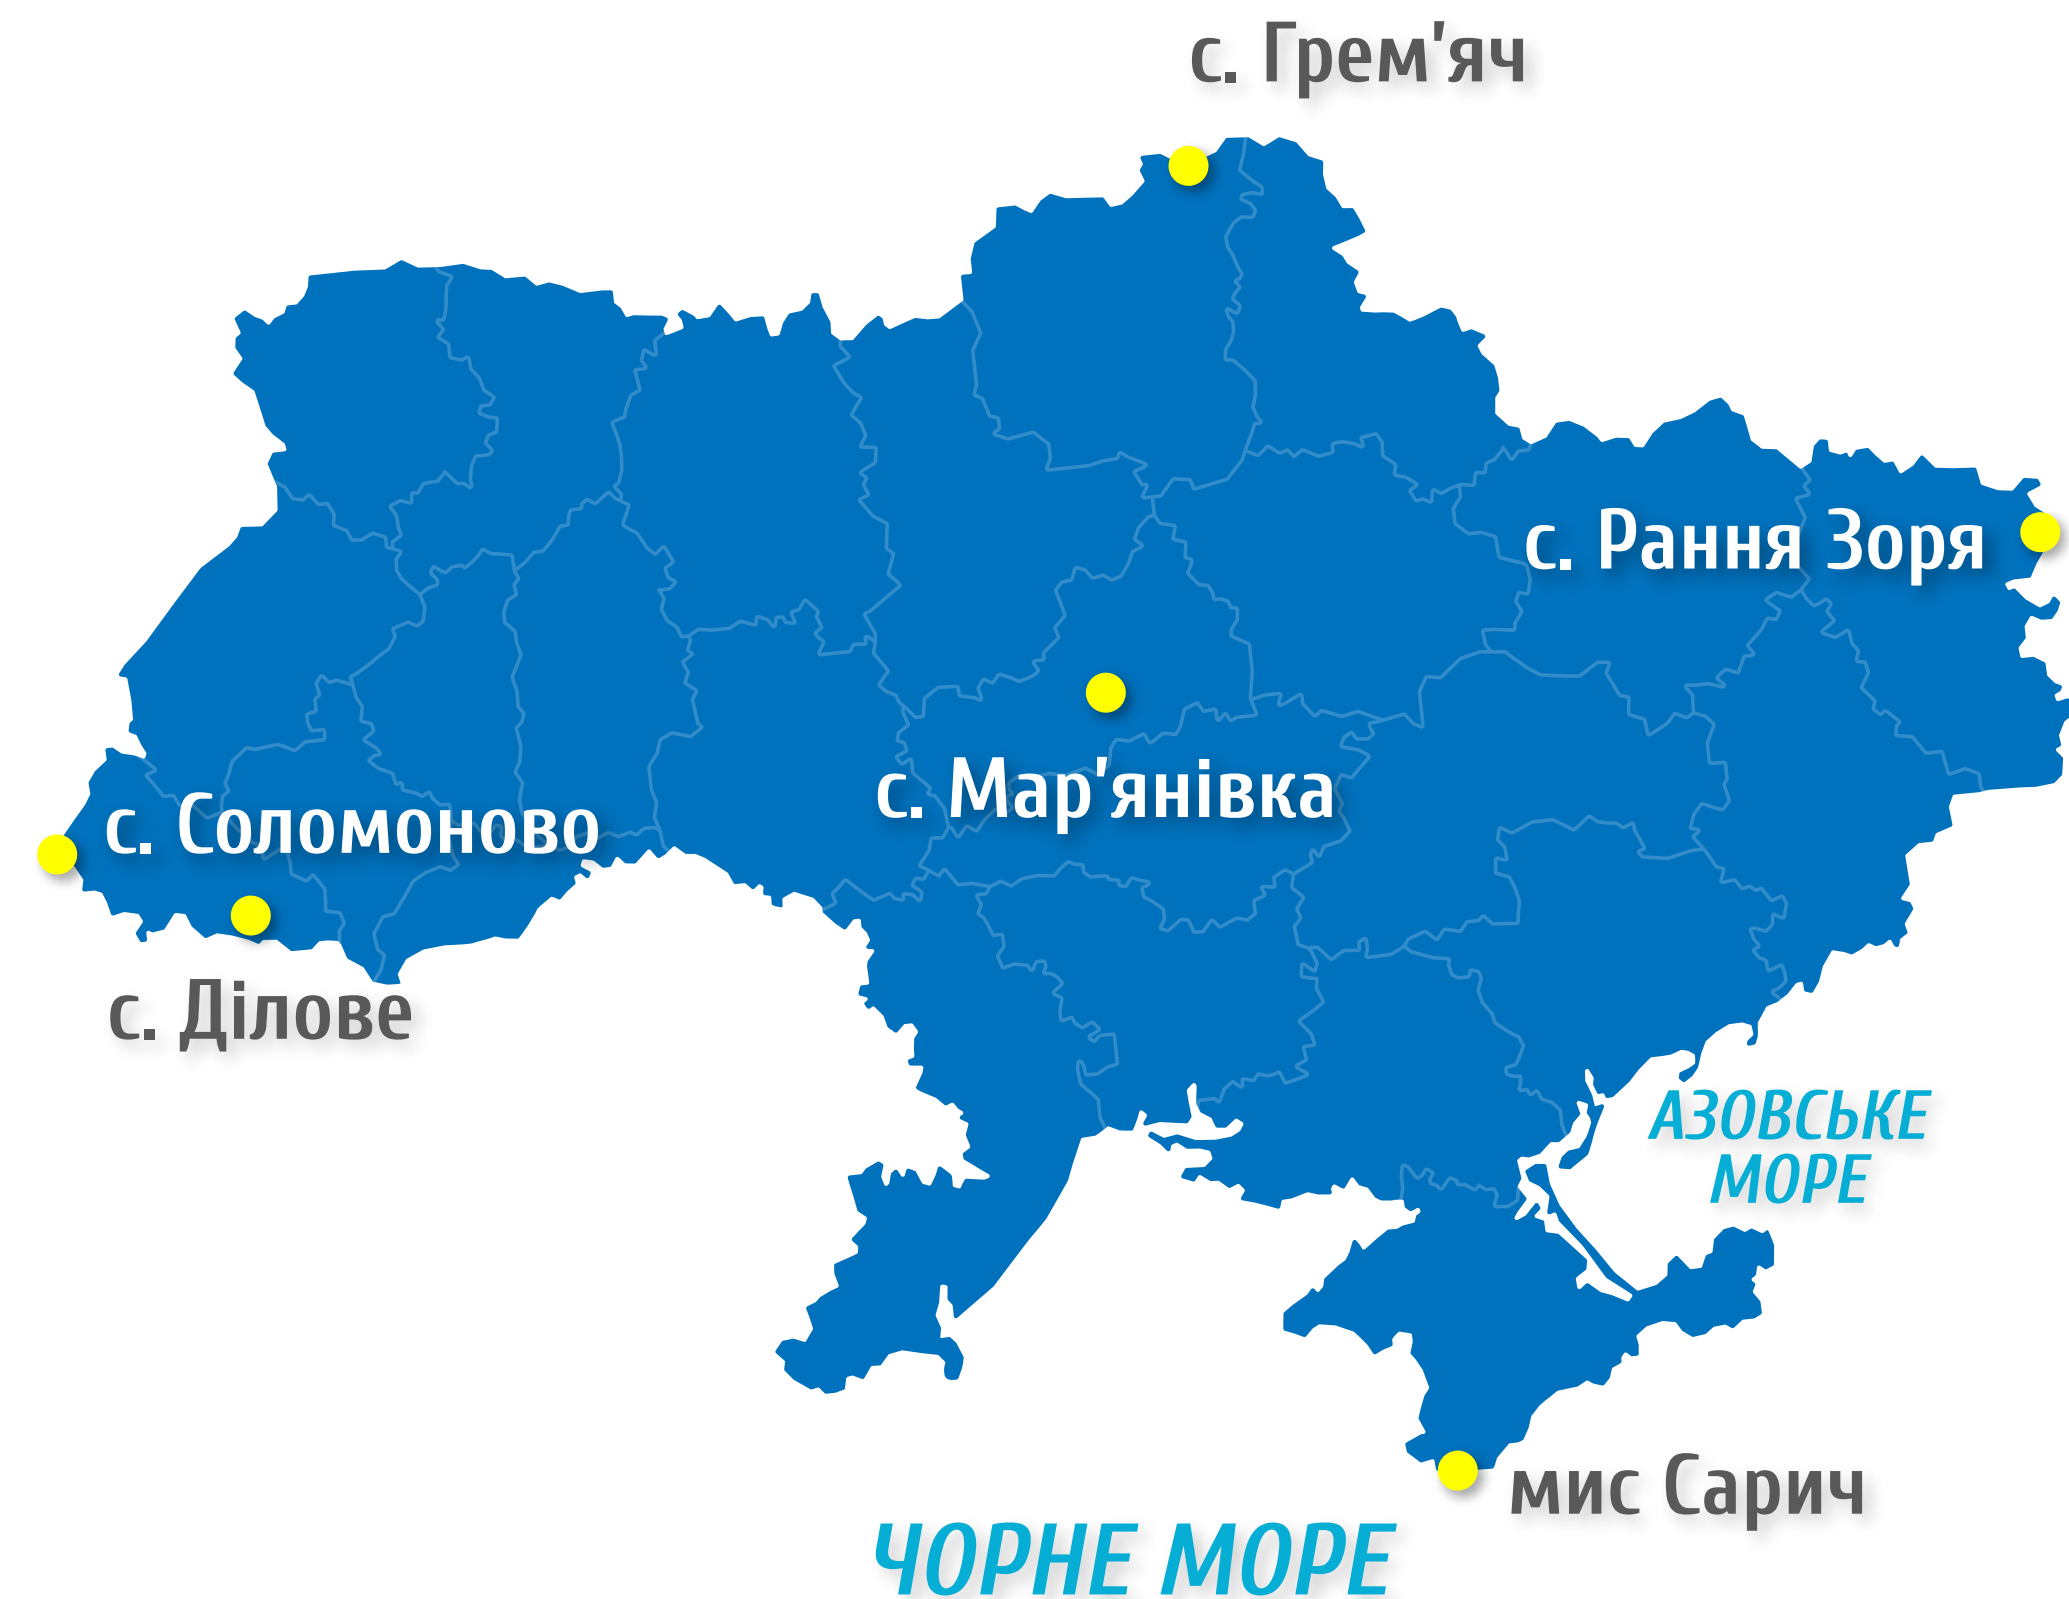 с. Грем'яч
с. Рання Зоря
с. Мар'янівка
с. Соломоново
с. Ділове
АЗОВСЬКЕ
МОРЕ
мис Сарич
ЧОРНЕ МОРЕ